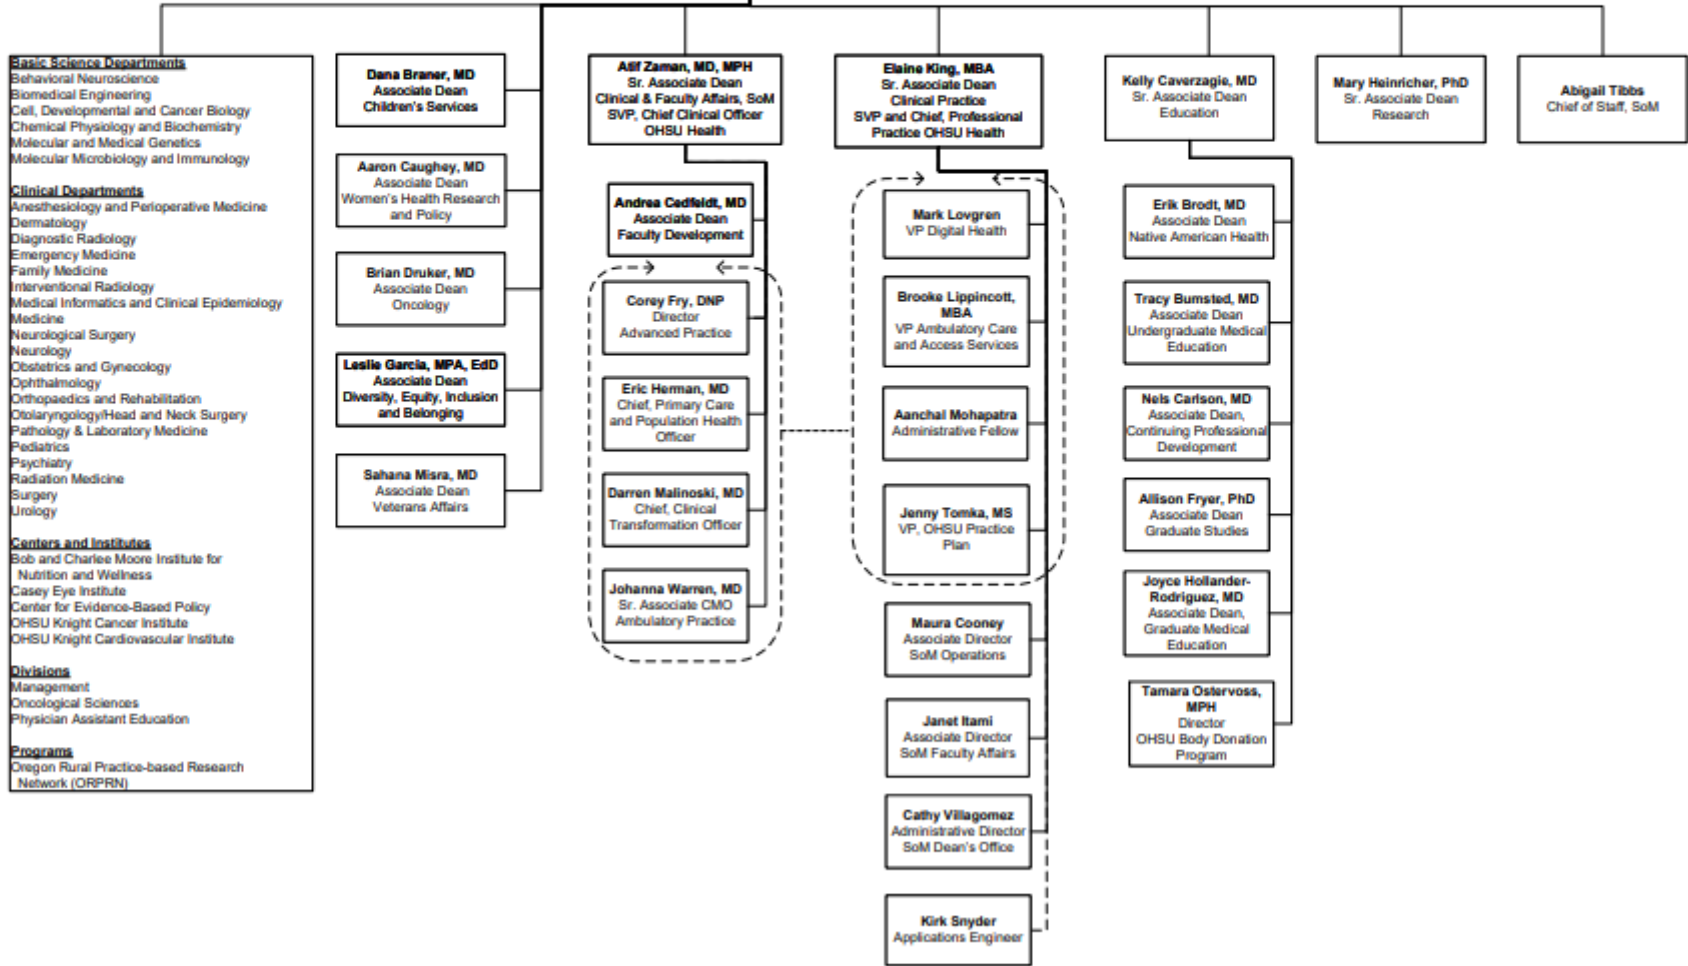 Basic Science Departments
Behavioral Neuroscience
Biomedical Engineering
Cell, Developmental and Cancer Biology
Chemical Physiology and Biochemistry
Molecular and Medical Genetics
Molecular Microbiology and Immunology
Clinical Departments
Anesthesiology and Perioperative Medicine
Dermatology
Diagnostic Radiology
Emergency Medicine
Family Medicine
Interventional Radiology
Medical Informatics and Clinical Epidemiology
Medicine
Neurological Surgery
Neurology
Obstetrics and Gynecology
Ophthalmology
Orthopaedics and Rehabilitation
Otolaryngology/Head and Neck Surgery
Pathology & Laboratory Medicine
Pediatrics
Psychiatry
Radiation Medicine
Surgery
Urology
Centers and Institutes
Bob and Charlee Moore Institute for
Nutrition and Wellness
Casey Eye Institute
Center for Evidence-Based Policy
OHSU Knight Cancer Institute
OHSU Knight Cardiovascular Institute
Divisions
Management
Oncological Sciences
Physician Assistant Education
Programs
Oregon Rural Practice-based Research
Network (ORPRN)
Dana Braner, MD
Associate Dean
Children's Services
Aaron Caughey, MD
Associate Dean
Women's Health Research
and Policy
Brian Druker, MD
Associate Dean
Oncology
Leslie Garcia, MPA, EdD
Associate Dean
Diversity, Equity, Inclusion
and Belonging
Sahana Misra, MD
Associate Dean
Veterans Affairs
Atif Zaman, MD, MPH
Sr. Associate Dean
Clinical & Faculty Affairs, SoM
SVP, Chief Clinical Officer
OHSU Health
Andrea Cedfeldt, MD
Associate Dean
Faculty Development
Corey Fry, DNP
Director
Advanced Practice
Eric Herman, MD
Chief, Primary Care
and Population Health
Officer
Darren Malinoski, MD
Chief, Clinical
Transformation Officer
Johanna Warren, MD
Sr. Associate CMO
Ambulatory Practice
Elaine King, MBA
Sr. Associate Dean
Clinical Practice
SVP and Chief, Professional
Practice OHSU Health
Mark Lovgren
VP Digital Health
Brooke Lippincott,
MBA
VP Ambulatory Care
and Access Services
Aanchal Mohapatra
Administrative Fellow
Jenny Tomka, MS
VP, OHSU Practice
Plan
Maura Cooney
Associate Director
SoM Operations
Janet Itami
Associate Director
SoM Faculty Affairs
Cathy Villagomez
Administrative Director
SoM Dean's Office
Kirk Snyder
Applications Engineer
Kelly Caverzagie, MD
Sr. Associate Dean
Education
Erik Brodt, MD
Associate Dean
Native American Health
Tracy Bumsted, MD
Associate Dean
Undergraduate Medical
Education
Nels Carlson, MD
Associate Dean,
Continuing Professional
Development
Allison Fryer, PhD
Associate Dean
Graduate Studies
Joyce Hollander-
Rodriguez, MD
Associate Dean,
Graduate Medical
Education
Tamara Ostervoss,
MPH
Director
OHSU Body Donation
Program
Mary Heinricher, PhD
Sr. Associate Dean
Research
Abigail Tibbs
Chief of Staff, SoM